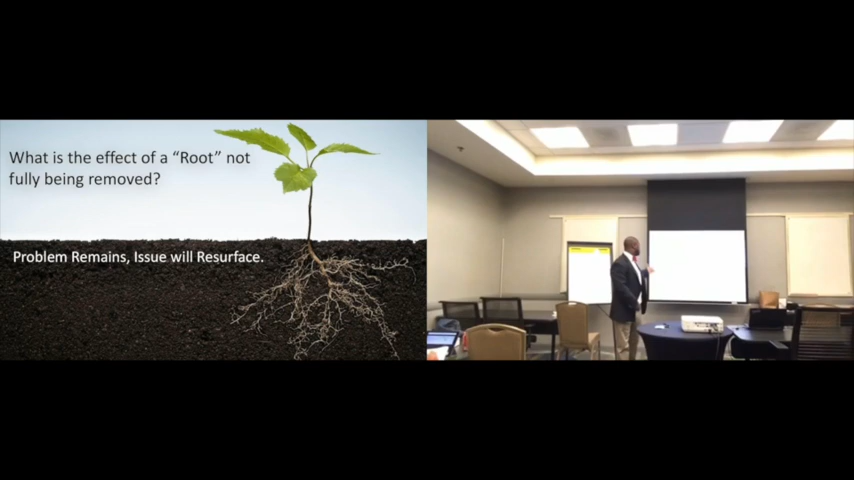 What is the effect of a “Root” not
fully being removed?
Problem Remains, Issue will Resurface.